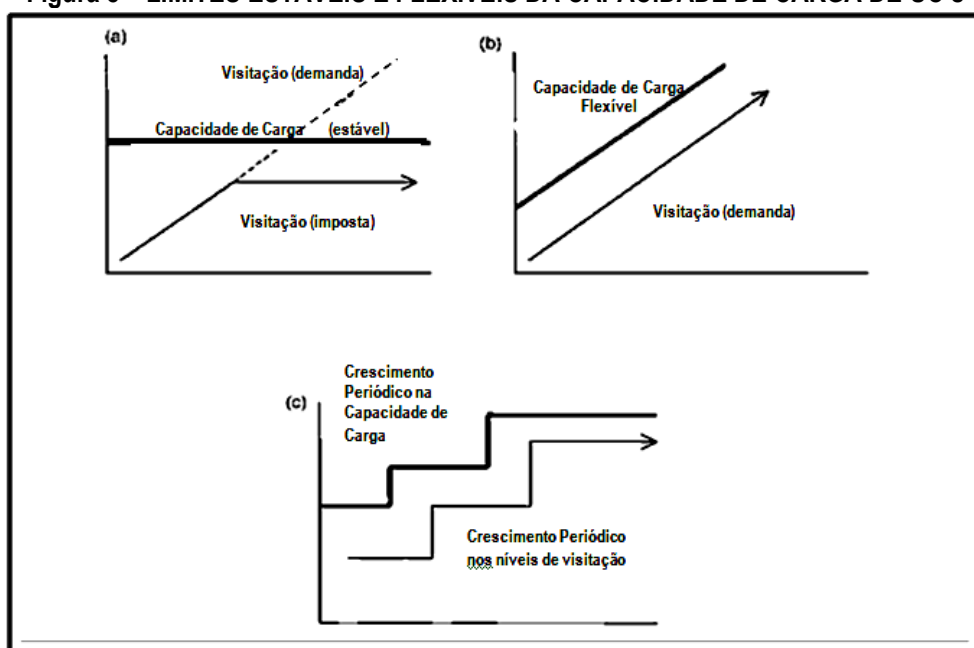 (a)
Visitação (demanda)
Capacidade de Carga (estável)
Visitação (imposta)
(b)
Capacidade de Carga
Flexível
Visitação (demanda)
(c)
Crescimento
Periódico na
Capacidade de
Carga
Crescimento Periódico
nos níveis de visitação